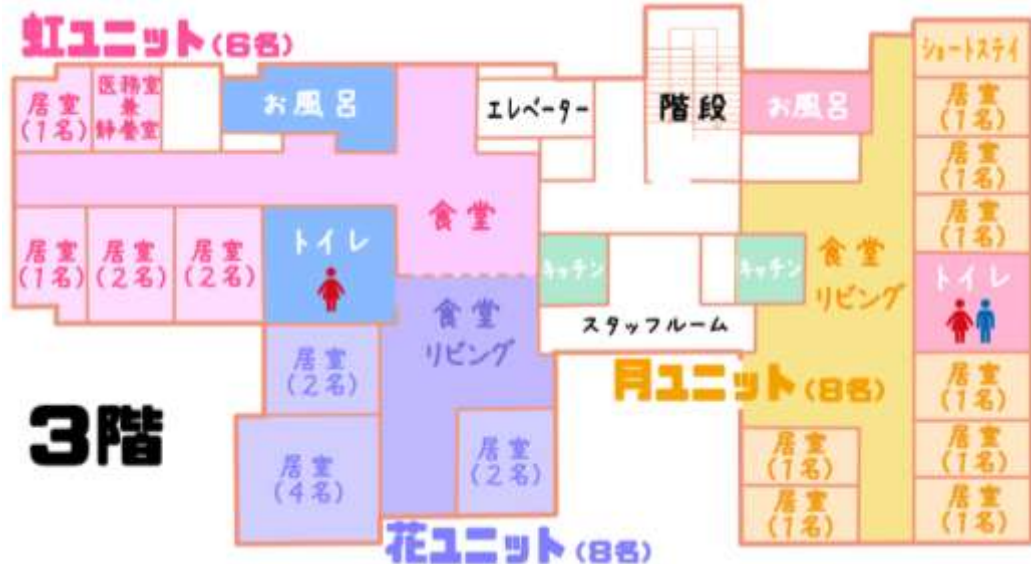 虹ユニット(6名)
居室
(1名)
医務室
兼
静養室
お風呂
エレベーター
階段
お風呂
ショートステイ
居室
(1名)
居室
(1名)
居室
(1名)
食堂
居室
(1名)
居室
(2名)
居室
(2名)
トイレ
キッチン
キッチン
食堂
リビング
トイレ
食堂
リビング
スタッフルーム
居室
(2名)
月ユニット(8名)
居室
(1名)
3階
居室
(4名)
居室
(2名)
居室
(1名)
居室
(1名)
居室
(1名)
居室
(1名)
花ユニット(8名)